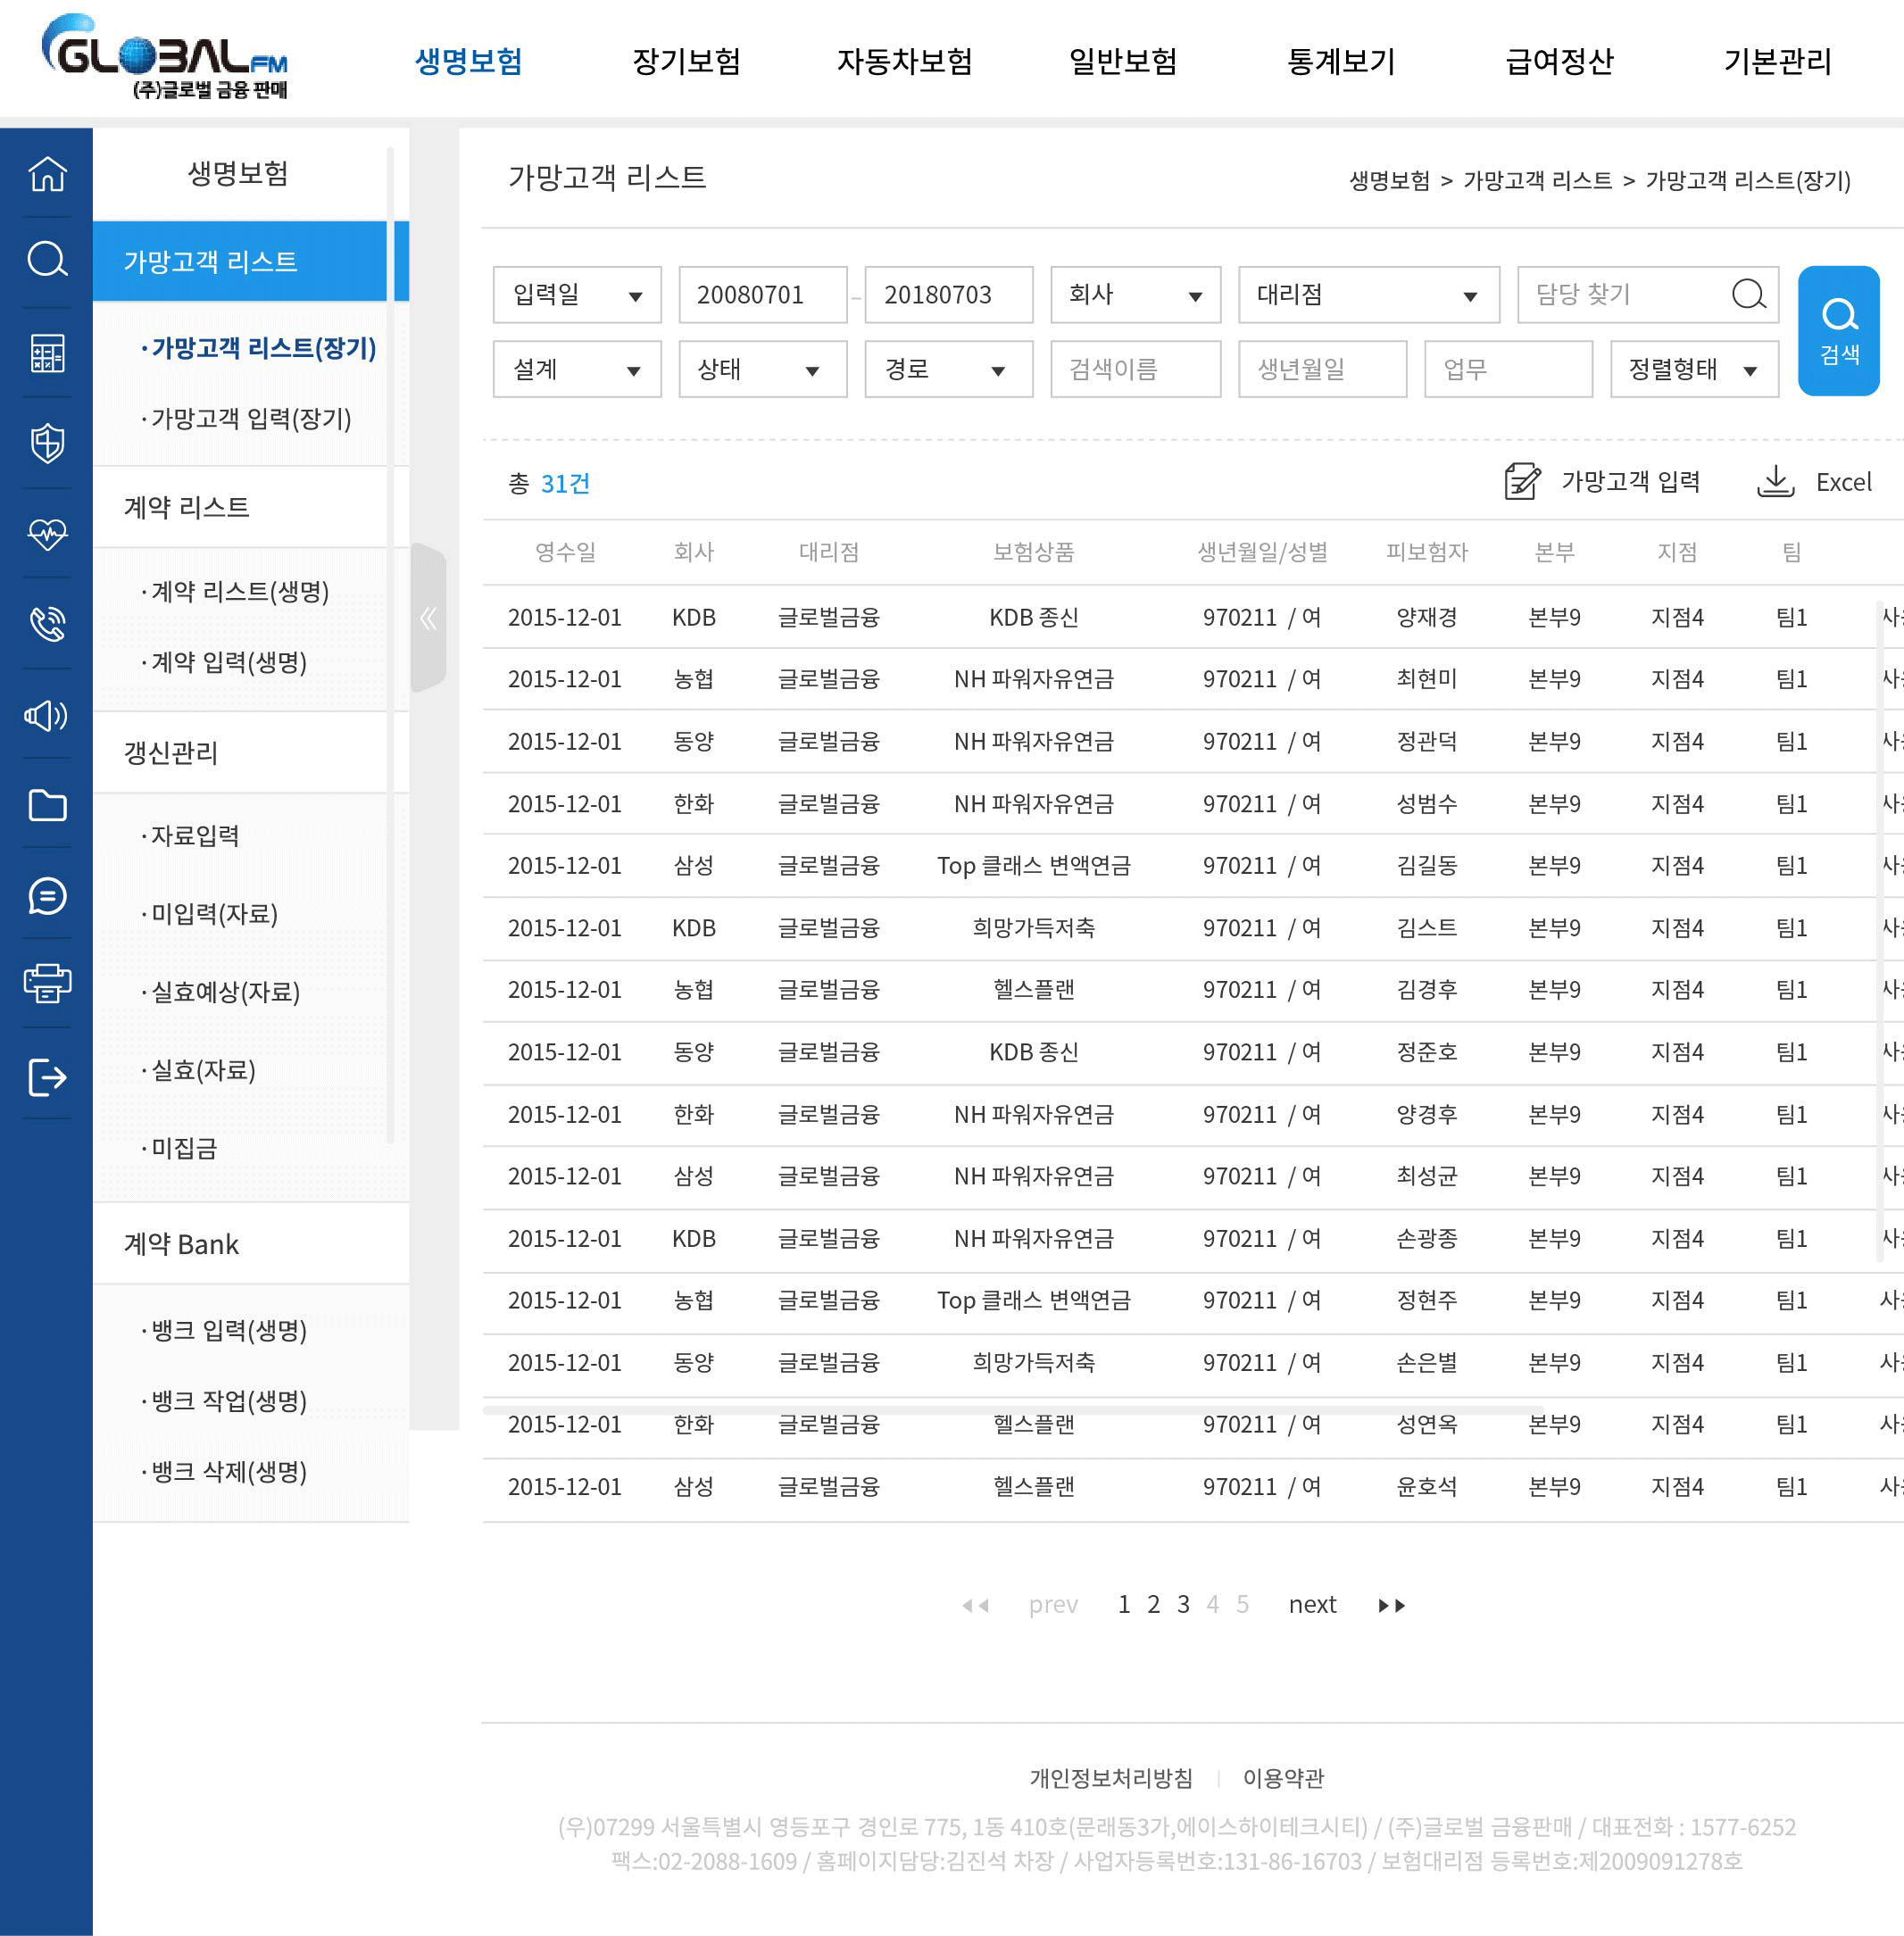 GLOBAL FM
(주)글로벌 금융 판매
생명보험 장기보험 자동차보험 일반보험 통계보기 급여정산 기본관리
생명보험
가망고객 리스트
·가망고객 리스트(장기)
·가망고객 입력(장기)
계약 리스트
·계약 리스트(생명)
·계약 입력(생명)
갱신관리
·자료입력
·미입력(자료)
·실효예상(자료)
·실효(자료)
·미집금
계약 Bank
·뱅크 입력(생명)
·뱅크 작업(생명)
·뱅크 삭제(생명)
가망고객 리스트
생명보험 > 가망고객 리스트 > 가망고객 리스트(장기)
입력일 ▼ 20080701 – 20180703 회사 ▼ 대리점 ▼ 담당 찾기
설계 ▼ 상태 ▼ 경로 ▼ 검색이름 생년월일 업무 정렬형태 ▼
검색
총 31건
가망고객 입력 Excel
영수일 회사 대리점 보험상품 생년월일/성별 피보험자 본부 지점 팀
2015-12-01 KDB 글로벌금융 KDB 종신 970211 / 여 양재경 본부9 지점4 팀1
2015-12-01 농협 글로벌금융 NH 파워자유연금 970211 / 여 최현미 본부9 지점4 팀1
2015-12-01 동양 글로벌금융 NH 파워자유연금 970211 / 여 정관덕 본부9 지점4 팀1
2015-12-01 한화 글로벌금융 NH 파워자유연금 970211 / 여 성범수 본부9 지점4 팀1
2015-12-01 삼성 글로벌금융 Top 클래스 변액연금 970211 / 여 김길동 본부9 지점4 팀1
2015-12-01 KDB 글로벌금융 희망가득저축 970211 / 여 김스트 본부9 지점4 팀1
2015-12-01 농협 글로벌금융 헬스플랜 970211 / 여 김경후 본부9 지점4 팀1
2015-12-01 동양 글로벌금융 KDB 종신 970211 / 여 정준호 본부9 지점4 팀1
2015-12-01 한화 글로벌금융 NH 파워자유연금 970211 / 여 양경후 본부9 지점4 팀1
2015-12-01 삼성 글로벌금융 NH 파워자유연금 970211 / 여 최성균 본부9 지점4 팀1
2015-12-01 KDB 글로벌금융 NH 파워자유연금 970211 / 여 손광종 본부9 지점4 팀1
2015-12-01 농협 글로벌금융 Top 클래스 변액연금 970211 / 여 정현주 본부9 지점4 팀1
2015-12-01 동양 글로벌금융 희망가득저축 970211 / 여 손은별 본부9 지점4 팀1
2015-12-01 한화 글로벌금융 헬스플랜 970211 / 여 성연옥 본부9 지점4 팀1
2015-12-01 삼성 글로벌금융 헬스플랜 970211 / 여 윤호석 본부9 지점4 팀1
prev 1 2 3 4 5 next
개인정보처리방침 | 이용약관
(우)07299 서울특별시 영등포구 경인로 775, 1동 410호(문래동3가,에이스하이테크시티) / (주)글로벌 금융판매 / 대표전화 : 1577-6252
팩스:02-2088-1609 / 홈페이지담당:김진석 차장 / 사업자등록번호:131-86-16703 / 보험대리점 등록번호:제2009091278호